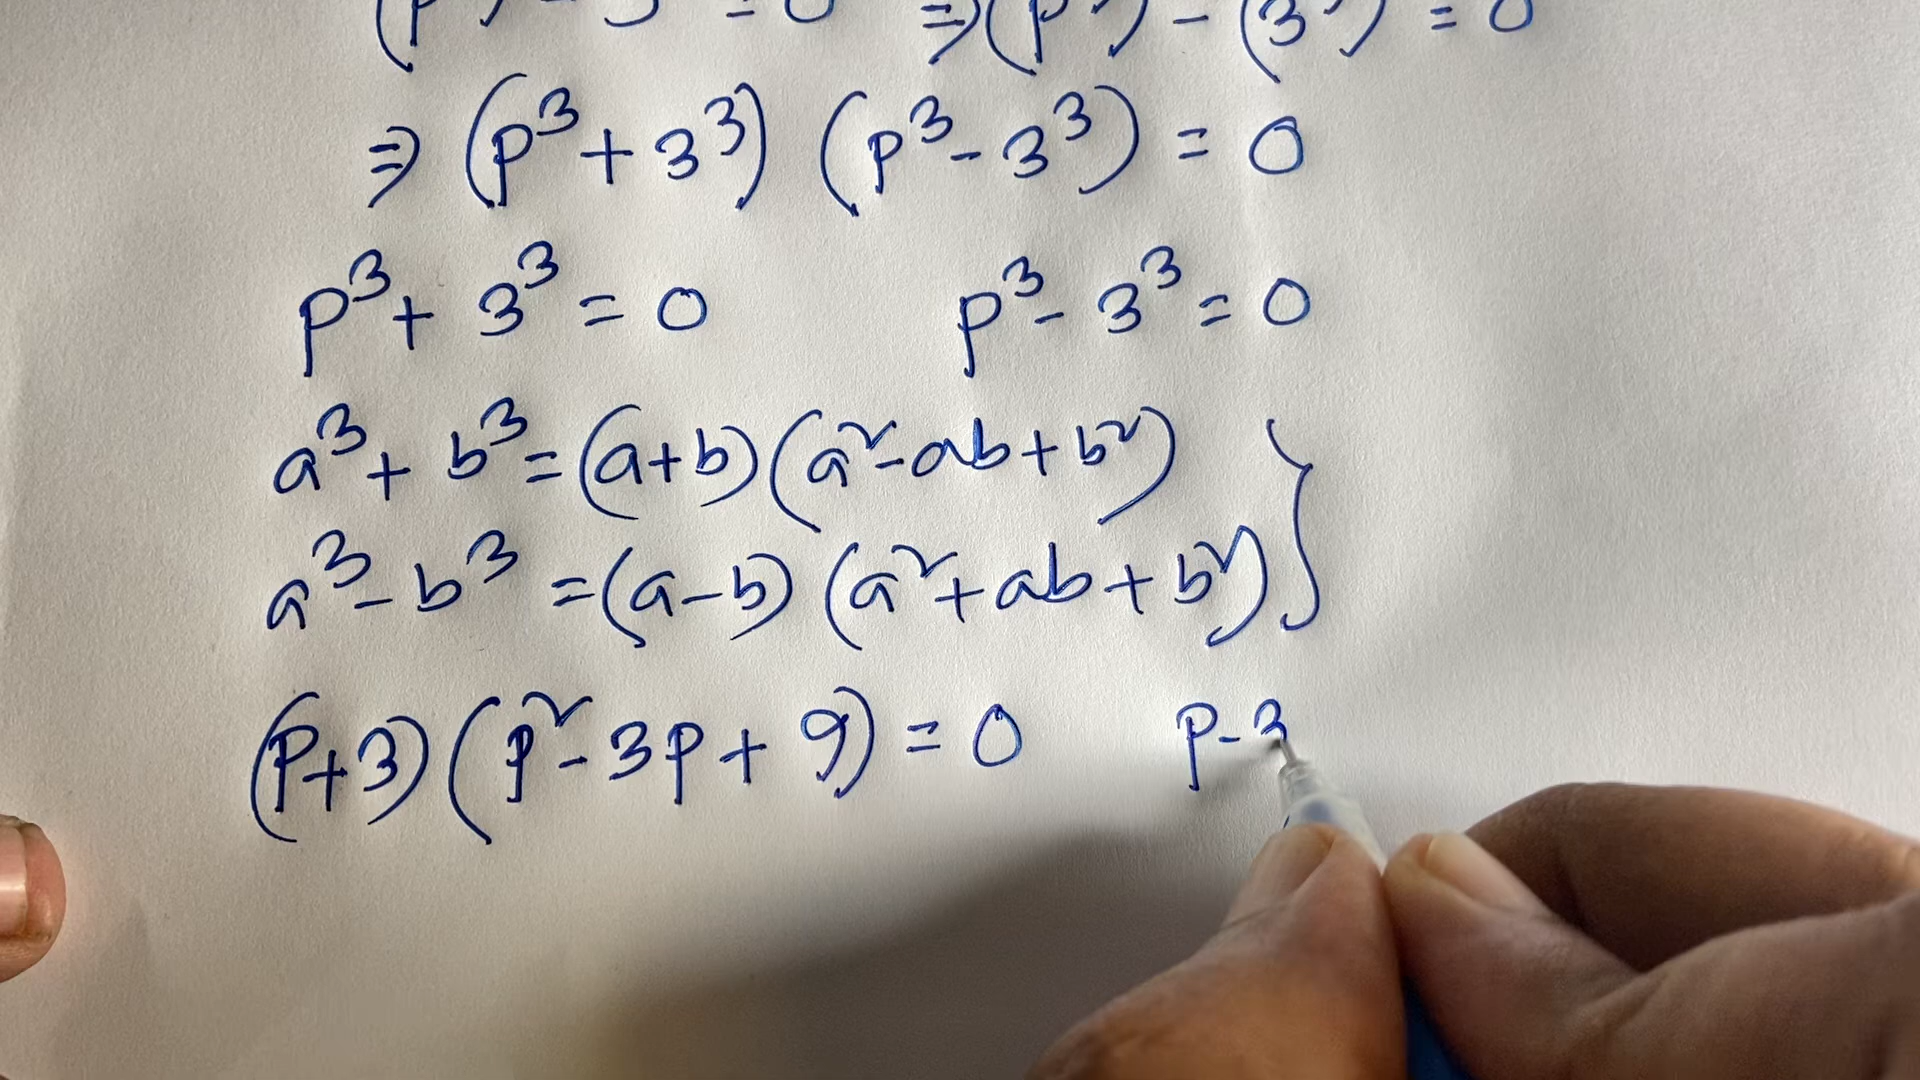 ⇒ (p³ + 3³) (p³ - 3³) = 0
p³ + 3³ = 0 p³ - 3³ = 0
a³ + b³ = (a+b)(a² - ab + b²)
a³ - b³ = (a-b)(a² + ab + b²)
(p+3)(p² - 3p + 9) = 0 p - 3